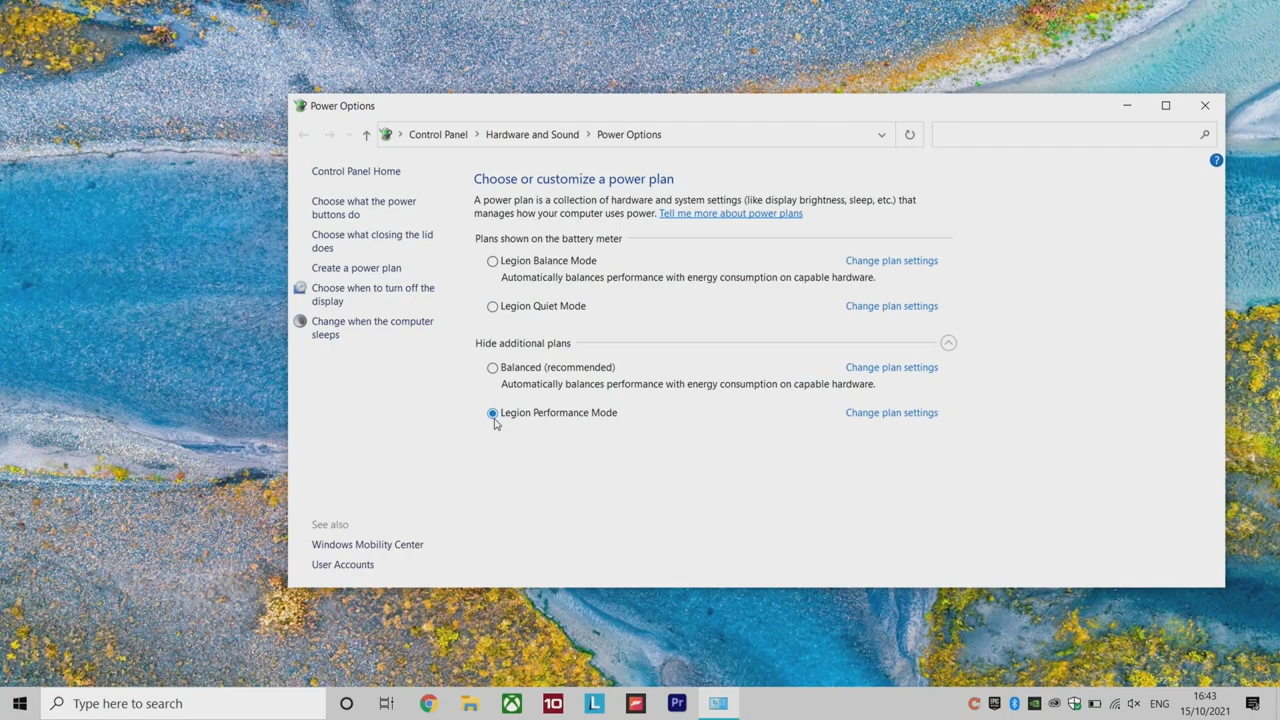 Power Options
Control Panel
Hardware and Sound
Power Options
?
Control Panel Home
Choose what the power
buttons do
Choose what closing the lid
does
Create a power plan
Choose when to turn off the
display
Change when the computer
sleeps
Choose or customize a power plan
A power plan is a collection of hardware and system settings (like display brightness, sleep, etc.) that
manages how your computer uses power. Tell me more about power plans
Plans shown on the battery meter
Legion Balance Mode Change plan settings
Automatically balances performance with energy consumption on capable hardware.
Legion Quiet Mode Change plan settings
Hide additional plans
Balanced (recommended) Change plan settings
Automatically balances performance with energy consumption on capable hardware.
Legion Performance Mode Change plan settings
See also
Windows Mobility Center
User Accounts
Type here to search
10
L
Pr
EPIC
ENG
16:43
15/10/2021